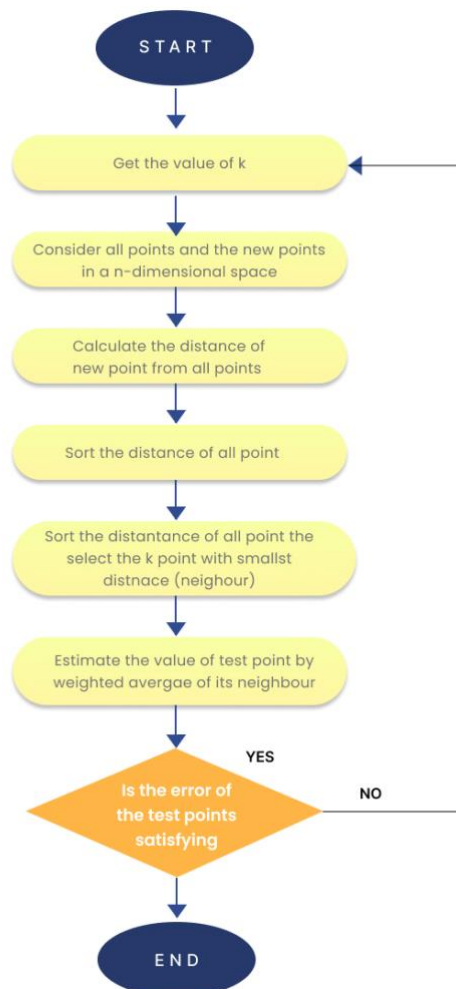 START
Get the value of k
Consider all points and the new points
in a n-dimensional space
Calculate the distance of
new point from all points
Sort the distance of all point
Sort the distantance of all point the
select the k point with smallst
distnace (neighour)
Estimate the value of test point by
weighted avergae of its neighbour
YES
Is the error of
the test points
satisfying
NO
END